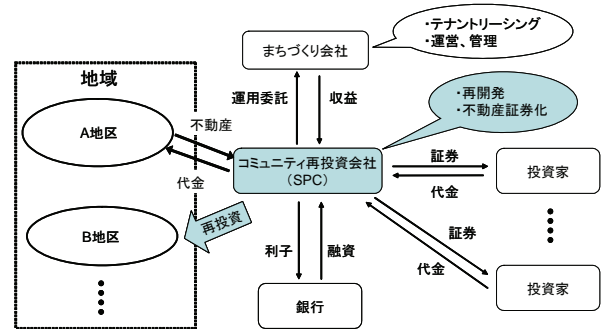 まちづくり会社
・テナントリーシング
・運営、管理
地域
運用委託
収益
・再開発
・不動産証券化
A地区
不動産
代金
コミュニティ再投資会社
（SPC）
証券
代金
投資家
B地区
再投資
利子
融資
証券
代金
銀行
投資家